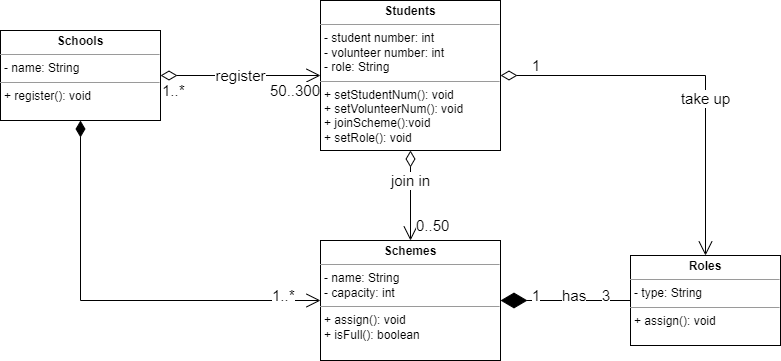 Schools
- name: String
+ register(): void
Students
- student number: int
- volunteer number: int
- role: String
+ setStudentNum(): void
+ setVolunteerNum(): void
+ joinScheme():void
+ setRole(): void
1..*
register
50..300
1
take up
join in
0..50
1..*
Schemes
- name: String
- capacity: int
+ assign(): void
+ isFull(): boolean
1
has
3
Roles
- type: String
+ assign(): void